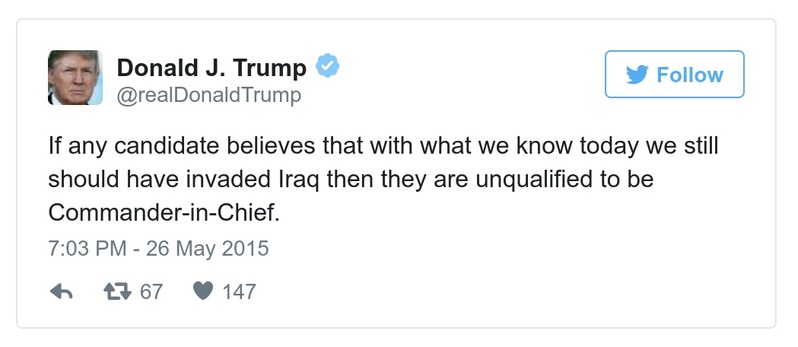 Donald J. Trump
Follow
@realDonaldTrump
If any candidate believes that with what we know today we still
should have invaded Iraq then they are unqualified to be
Commander-in-Chief.
7:03 PM - 26 May 2015
67 147